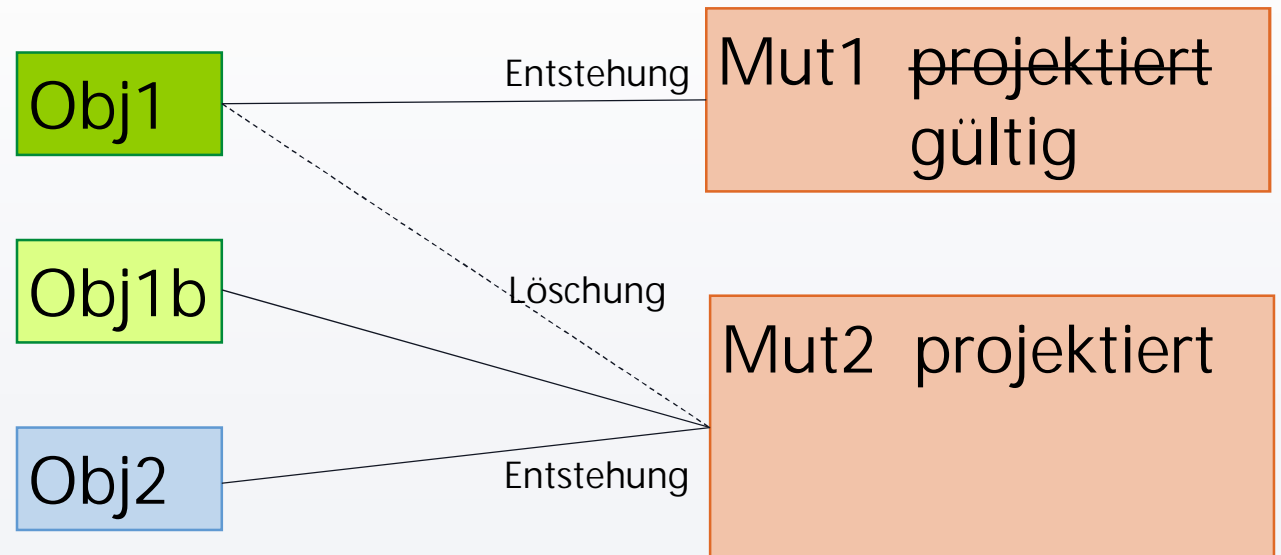 Obj1
Entstehung
Mut1 projektiert
gültig
Obj1b
Löschung
Mut2 projektiert
Obj2
Entstehung